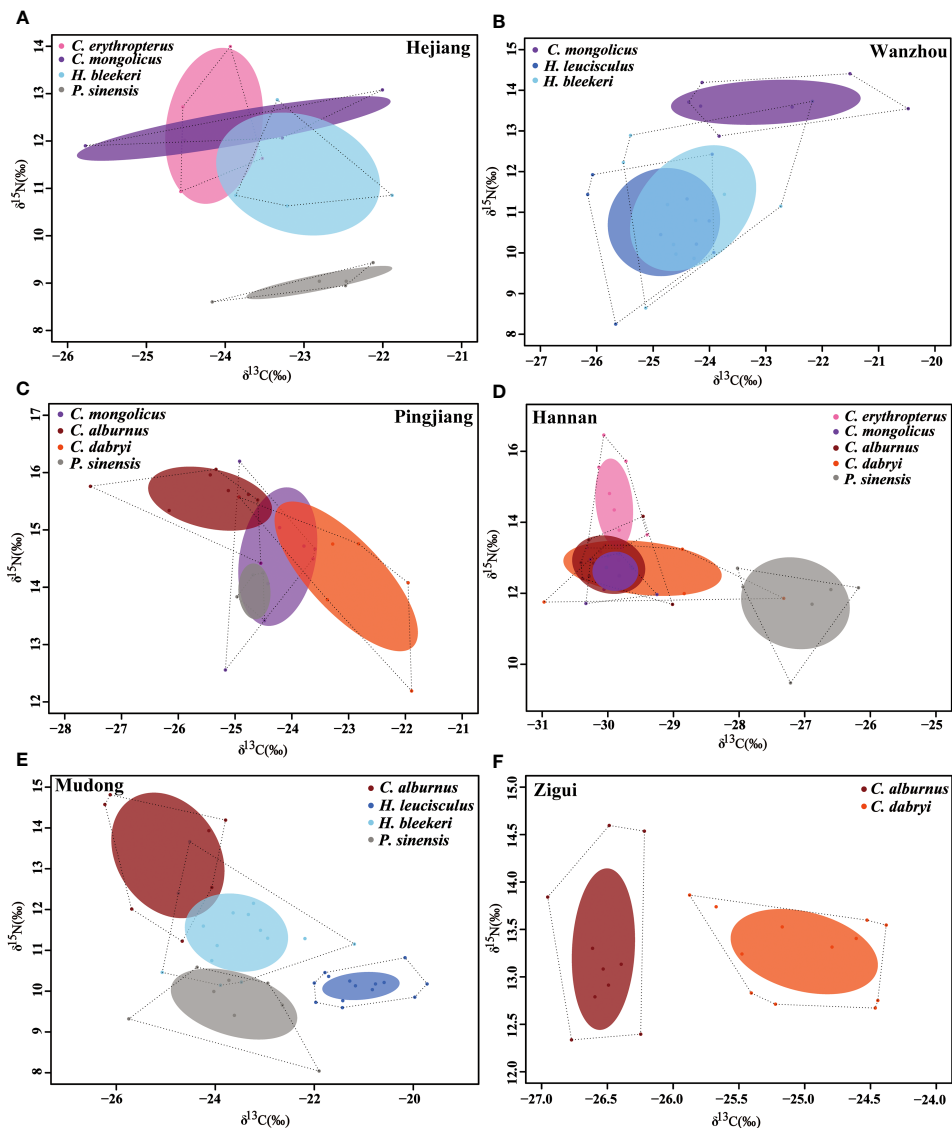 A
Hejiang
C. erythropterus
C. mongolicus
H. bleekeri
P. sinensis
δ15N(‰)
14
13
12
11
10
9
8
−26 −25 −24 −23 −22 −21
δ13C(‰)
B
Wanzhou
C. mongolicus
H. leucisculus
H. bleekeri
δ15N(‰)
15
14
13
12
11
10
9
8
−27 −26 −25 −24 −23 −22 −21 −20
δ13C(‰)
C
Pingjiang
C. mongolicus
C. alburnus
C. dabryi
P. sinensis
δ15N(‰)
17
16
15
14
13
12
−28 −27 −26 −25 −24 −23 −22 −21
δ13C(‰)
D
Hannan
C. erythropterus
C. mongolicus
C. alburnus
C. dabryi
P. sinensis
δ15N(‰)
16
14
12
10
−31 −30 −29 −28 −27 −26 −25
δ13C(‰)
E
Mudong
C. alburnus
H. leucisculus
H. bleekeri
P. sinensis
δ15N(‰)
15
14
13
12
11
10
9
8
−26 −24 −22 −20
δ13C(‰)
F
Zigui
C. alburnus
C. dabryi
δ15N(‰)
15.0
14.5
14.0
13.5
13.0
12.5
12.0
−27.0 −26.5 −26.0 −25.5 −25.0 −24.5 −24.0
δ13C(‰)